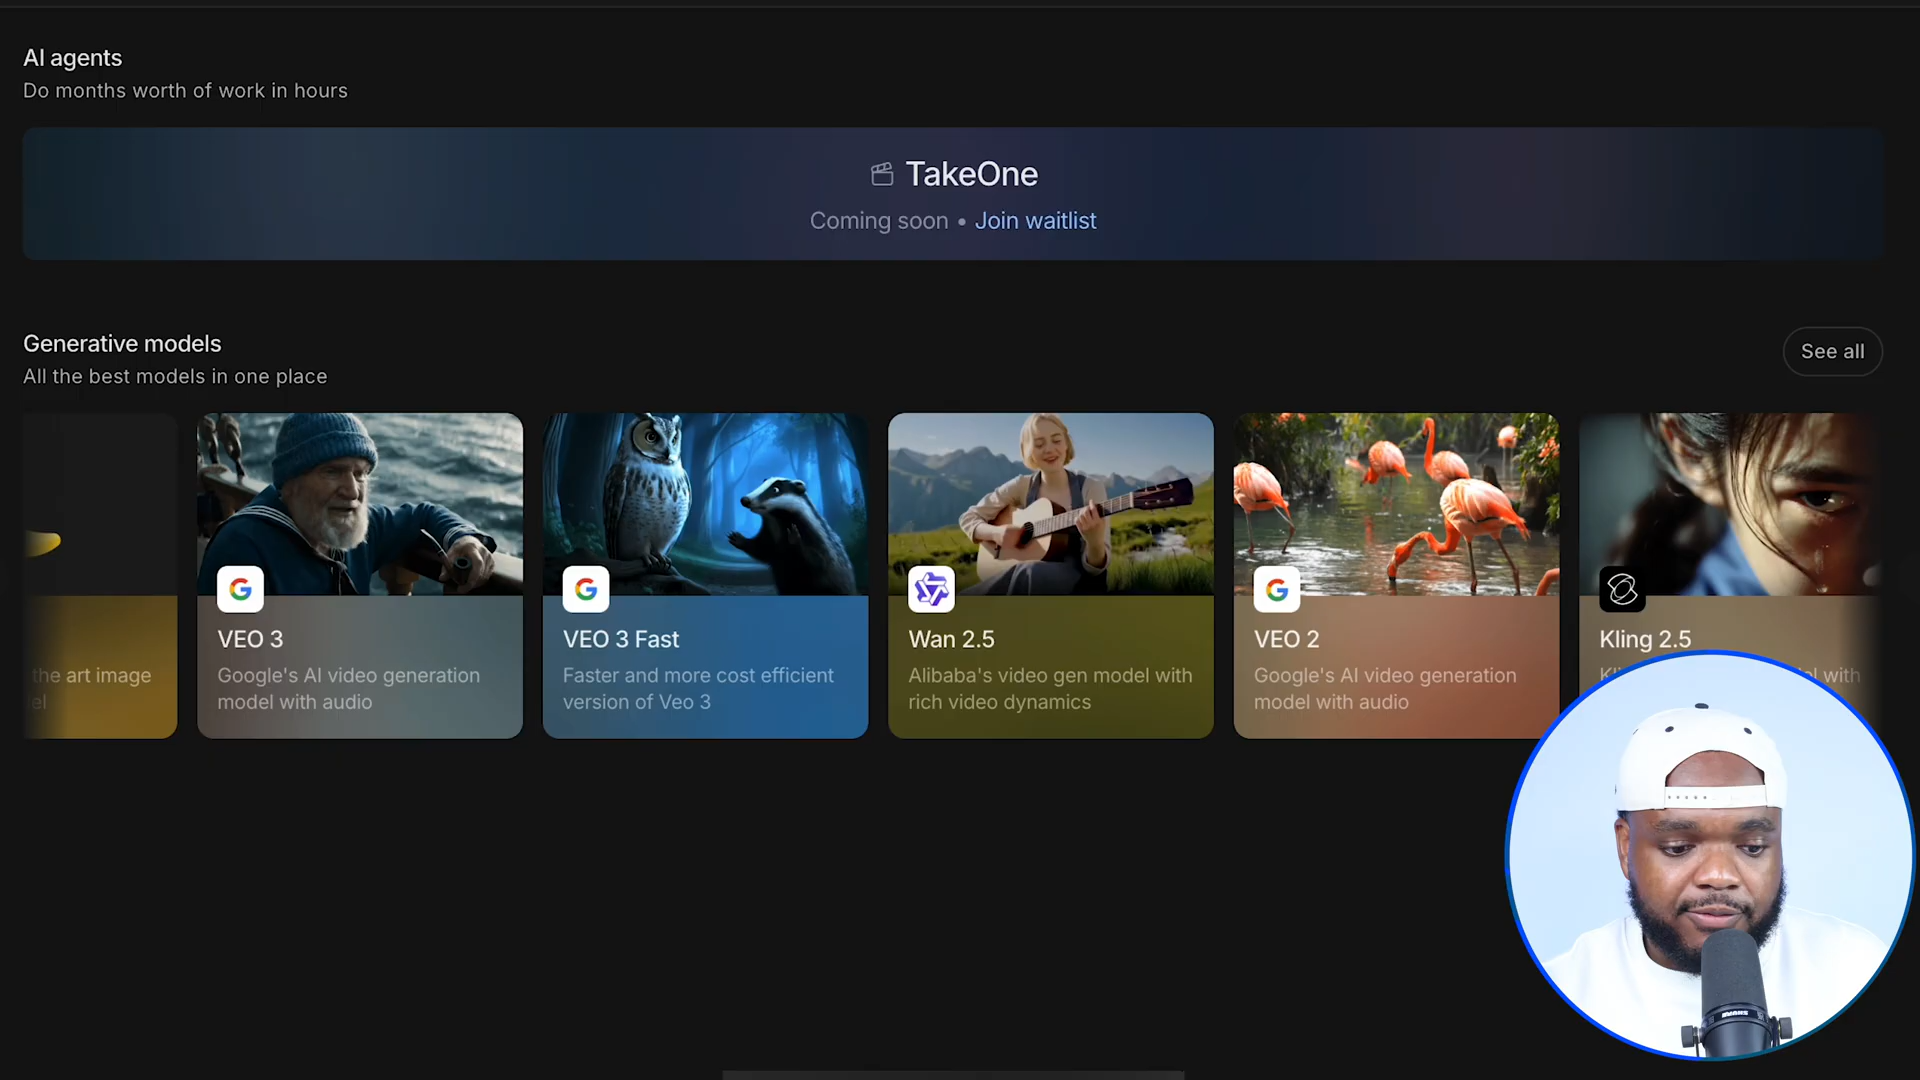 AI agents
Do months worth of work in hours
TakeOne
Coming soon • Join waitlist
Generative models
All the best models in one place
See all
the art image
VEO 3
Google's AI video generation
model with audio
VEO 3 Fast
Faster and more cost efficient
version of Veo 3
Wan 2.5
Alibaba's video gen model with
rich video dynamics
VEO 2
Google's AI video generation
model with audio
Kling 2.5
with
SHURE